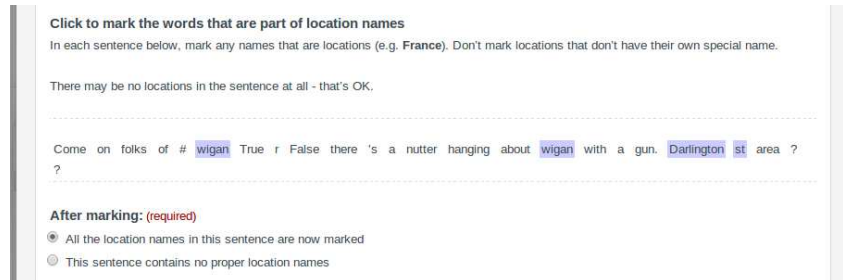 Click to mark the words that are part of location names
In each sentence below, mark any names that are locations (e.g. France). Don't mark locations that don't have their own special name.
There may be no locations in the sentence at all - that's OK.
Come on folks of # wigan True r False there 's a nutter hanging about wigan with a gun. Darlington st area ?
?
After marking: (required)
All the location names in this sentence are now marked
This sentence contains no proper location names